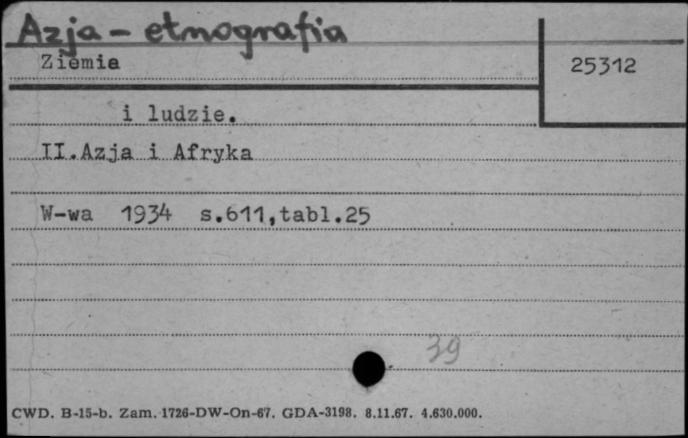 Azja - etnografia
Ziemia
25312
i ludzie.
II.Azja i Afryka
W-wa 1934 s.611,tabl.25
39
CWD. B-15-b. Zam. 1726-DW-On-67. GDA-3198. 8.11.67. 4.630.000.